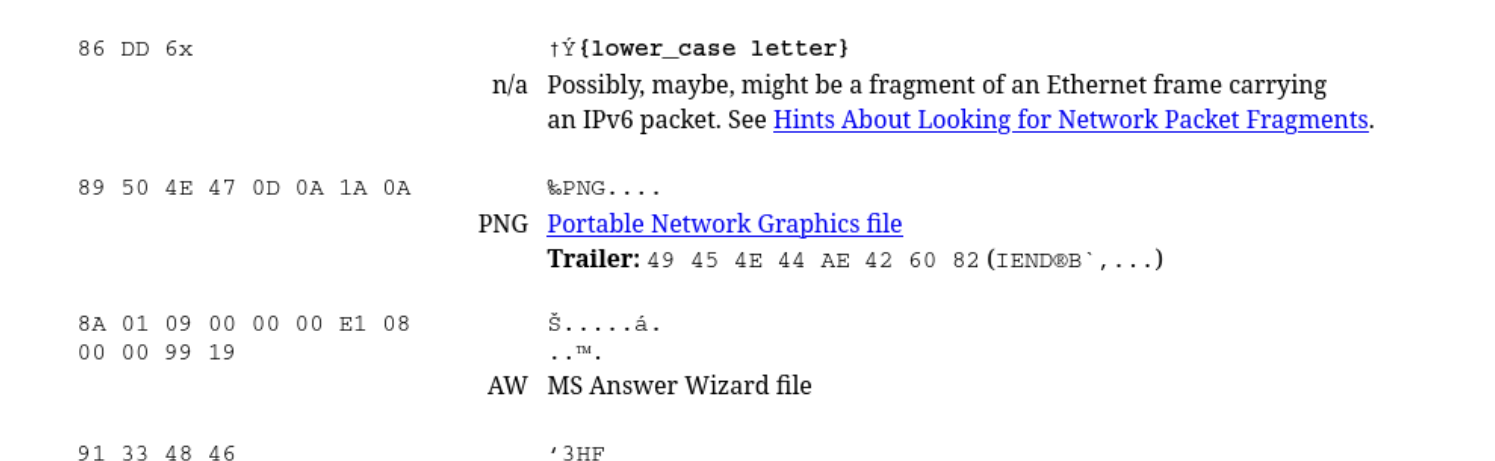 86 DD 6x †Ý{lower_case letter}
n/a Possibly, maybe, might be a fragment of an Ethernet frame carrying
an IPv6 packet. See Hints About Looking for Network Packet Fragments.
89 50 4E 47 0D 0A 1A 0A ‰PNG....
PNG Portable Network Graphics file
Trailer: 49 45 4E 44 AE 42 60 82 (IEND®B`‚...)
8A 01 09 00 00 00 E1 08 Š.....á.
00 00 99 19 ..™.
AW MS Answer Wizard file
91 33 48 46 ‘3HF